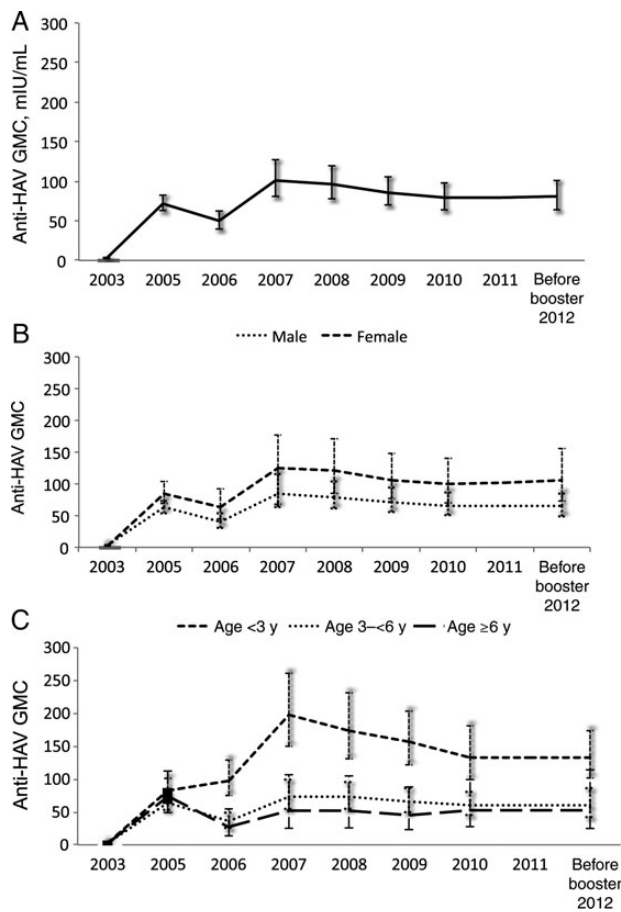 A
Anti-HAV GMC, mIU/mL
300
250
200
150
100
50
0
2003 2005 2006 2007 2008 2009 2010 2011 Before
booster
2012
B
Male Female
Anti-HAV GMC
300
250
200
150
100
50
0
2003 2005 2006 2007 2008 2009 2010 2011 Before
booster
2012
C
Age <3 y Age 3–<6 y Age ≥6 y
Anti-HAV GMC
300
250
200
150
100
50
0
2003 2005 2006 2007 2008 2009 2010 2011 Before
booster
2012